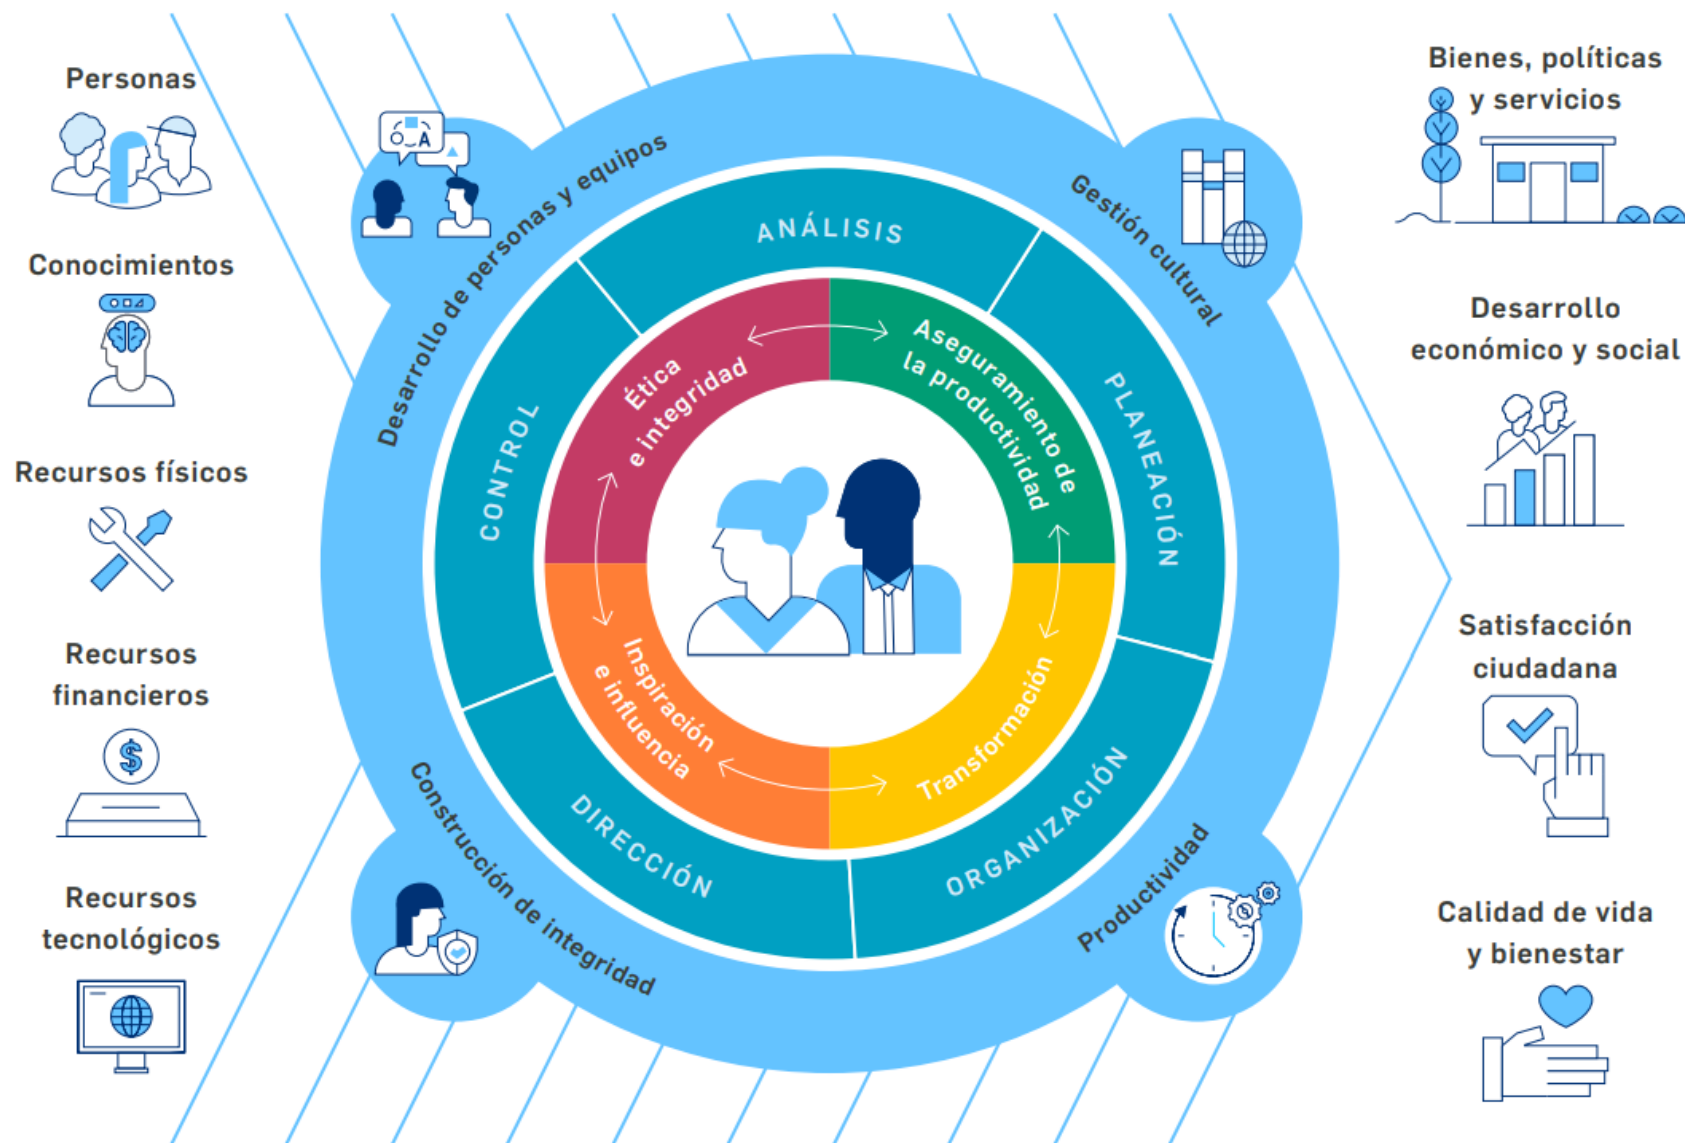 Personas
Conocimientos
Recursos físicos
Recursos
financieros
Recursos
tecnológicos
Desarrollo de personas y equipos
Gestión cultural
Construcción de integridad
Productividad
ANÁLISIS
PLANEACIÓN
ORGANIZACIÓN
DIRECCIÓN
CONTROL
Ética
e integridad
Aseguramiento de
la productividad
Transformación
Inspiración
e influencia
O_A
$
Bienes, políticas
y servicios
Desarrollo
económico y social
Satisfacción
ciudadana
Calidad de vida
y bienestar